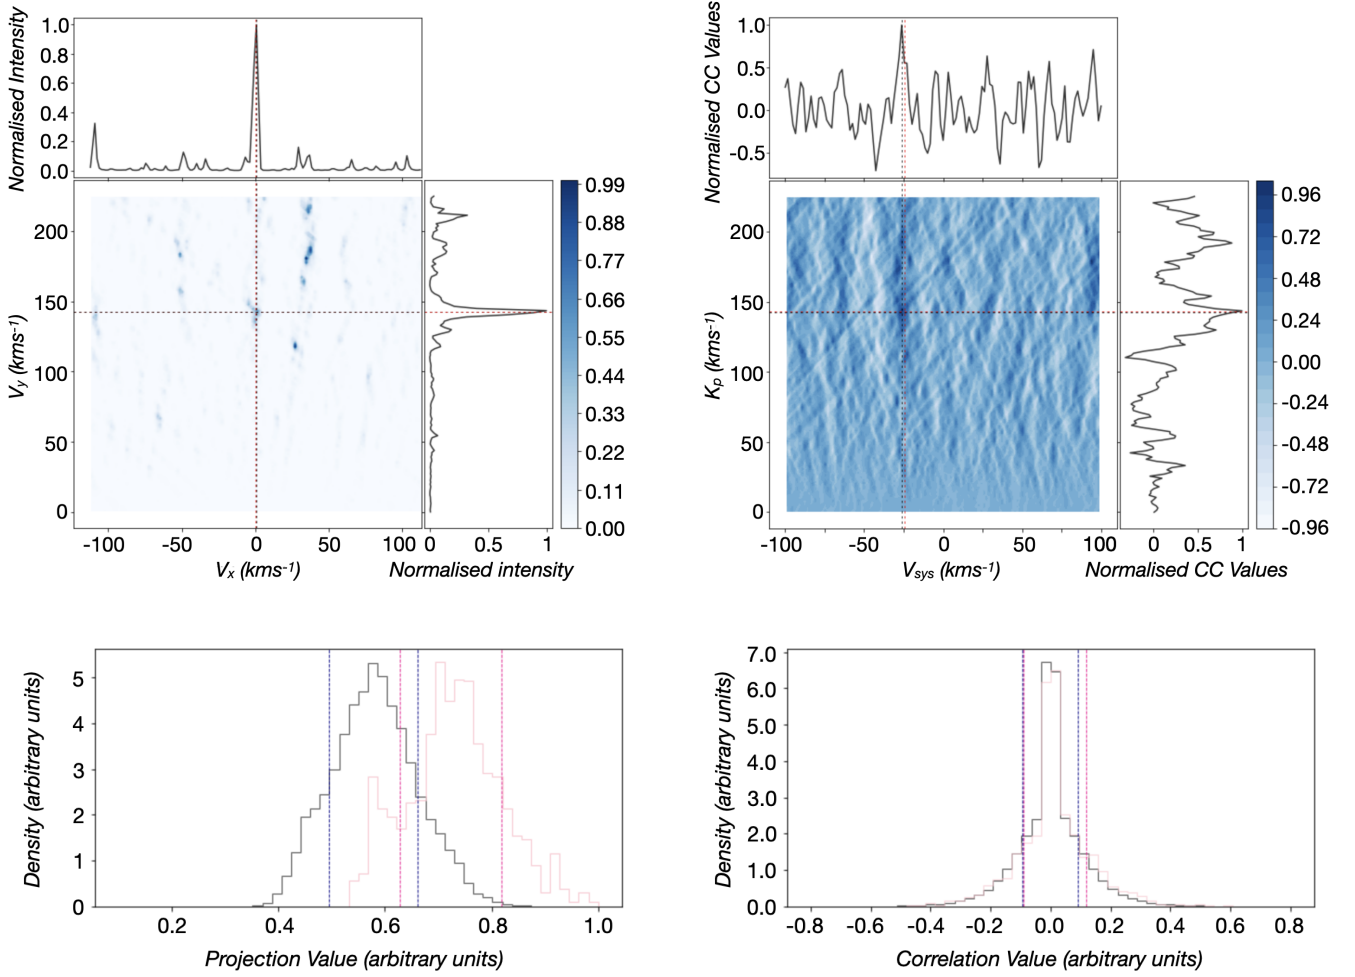 Normalised Intensity
1.0
0.8
0.6
0.4
0.2
0.0
Vy (kms-1)
200
150
100
50
0
-100 -50 0 50 100
Vx (kms-1)
0 0.5 1
Normalised intensity
0.99
0.88
0.77
0.66
0.55
0.44
0.33
0.22
0.11
0.00
Normalised CC Values
1.0
0.5
0.0
-0.5
Kp (kms-1)
200
150
100
50
0
-100 -50 0 50 100
Vsys (kms-1)
0 0.5 1
Normalised CC Values
0.96
0.72
0.48
0.24
0.00
-0.24
-0.48
-0.72
-0.96
Density (arbitrary units)
5
4
3
2
1
0
0.2 0.4 0.6 0.8 1.0
Projection Value (arbitrary units)
Density (arbitrary units)
7.0
6.0
5.0
4.0
3.0
2.0
1.0
0.0
-0.8 -0.6 -0.4 -0.2 0.0 0.2 0.4 0.6 0.8
Correlation Value (arbitrary units)